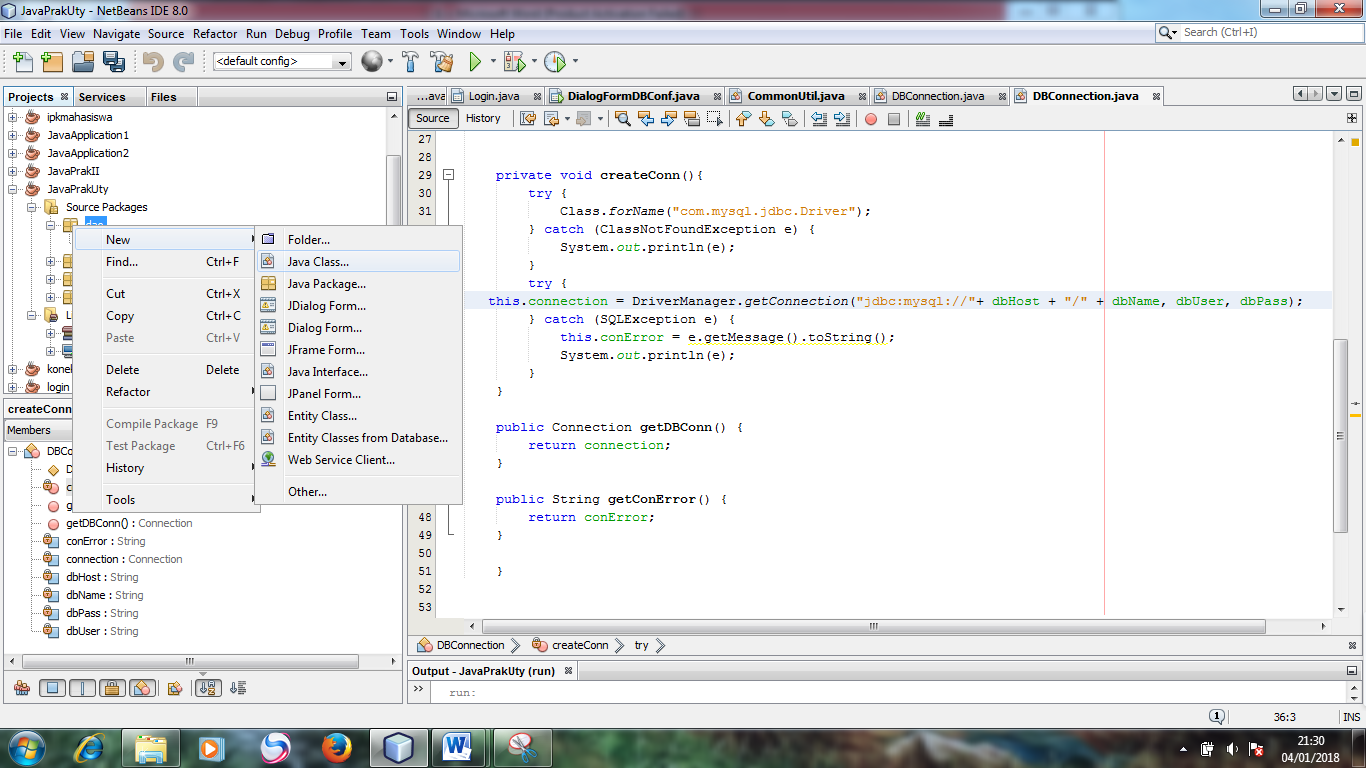 JavaPrakUty - NetBeans IDE 8.0
File Edit View Navigate Source Refactor Run Debug Profile Team Tools Window Help
Search (Ctrl+I)
<default config>
Projects Services Files
ipkmahasiswa
JavaApplication1
JavaApplication2
JavaPrakII
JavaPrakUty
Source Packages
dao
New
Find... Ctrl+F
Cut Ctrl+X
Copy Ctrl+C
Paste Ctrl+V
Delete Delete
Refactor
Compile Package F9
Test Package Ctrl+F6
History
Tools
Folder...
Java Class...
Java Package...
JDialog Form...
Dialog Form...
JFrame Form...
Java Interface...
JPanel Form...
Entity Class...
Entity Classes from Database...
Web Service Client...
Other...
L
konek
login
createConn
Members
DBCo
D
c
g
getDBConn() : Connection
conError : String
connection : Connection
dbHost : String
dbName : String
dbPass : String
dbUser : String
...ava Login.java DialogFormDBConf.java CommonUtil.java DBConnection.java DBConnection.java
Source History
27
28
29 private void createConn(){
30 try {
31 Class.forName("com.mysql.jdbc.Driver");
} catch (ClassNotFoundException e) {
System.out.println(e);
}
try {
this.connection = DriverManager.getConnection("jdbc:mysql://"+ dbHost + "/" + dbName, dbUser, dbPass);
} catch (SQLException e) {
this.conError = e.getMessage().toString();
System.out.println(e);
}
}
public Connection getDBConn() {
return connection;
}
public String getConError() {
48 return conError;
49 }
50
51 }
52
53
DBConnection createConn try
Output - JavaPrakUty (run)
run:
1 36:3 INS
21:30
04/01/2018